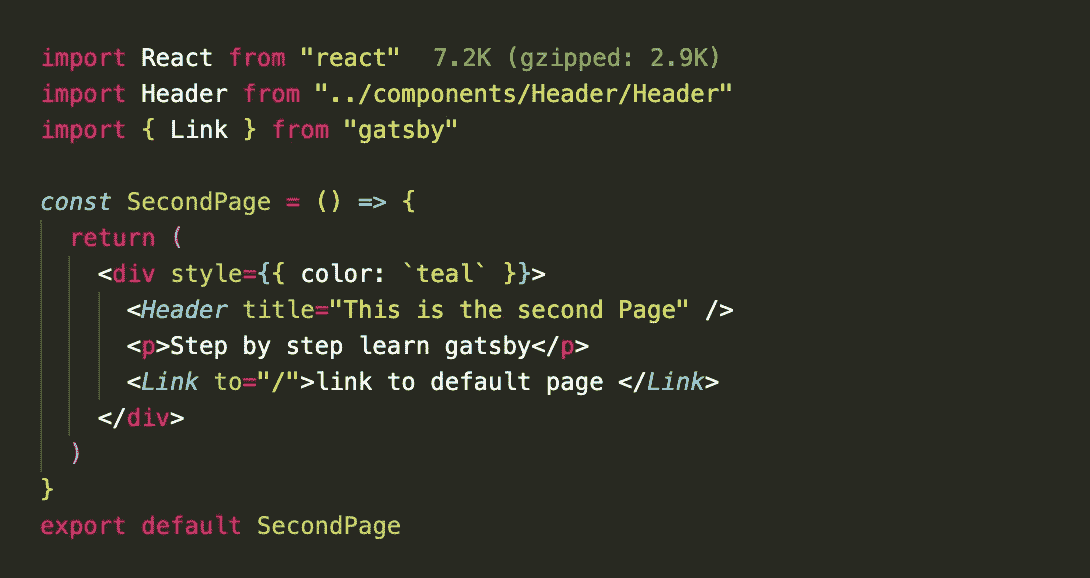 import React from "react"  7.2K (gzipped: 2.9K)
import Header from "../components/Header/Header"
import { Link } from "gatsby"

const SecondPage = () => {
  return (
    <div style={{ color: `teal` }}>
      <Header title="This is the second Page" />
      <p>Step by step learn gatsby</p>
      <Link to="/">link to default page </Link>
    </div>
  )
}
export default SecondPage